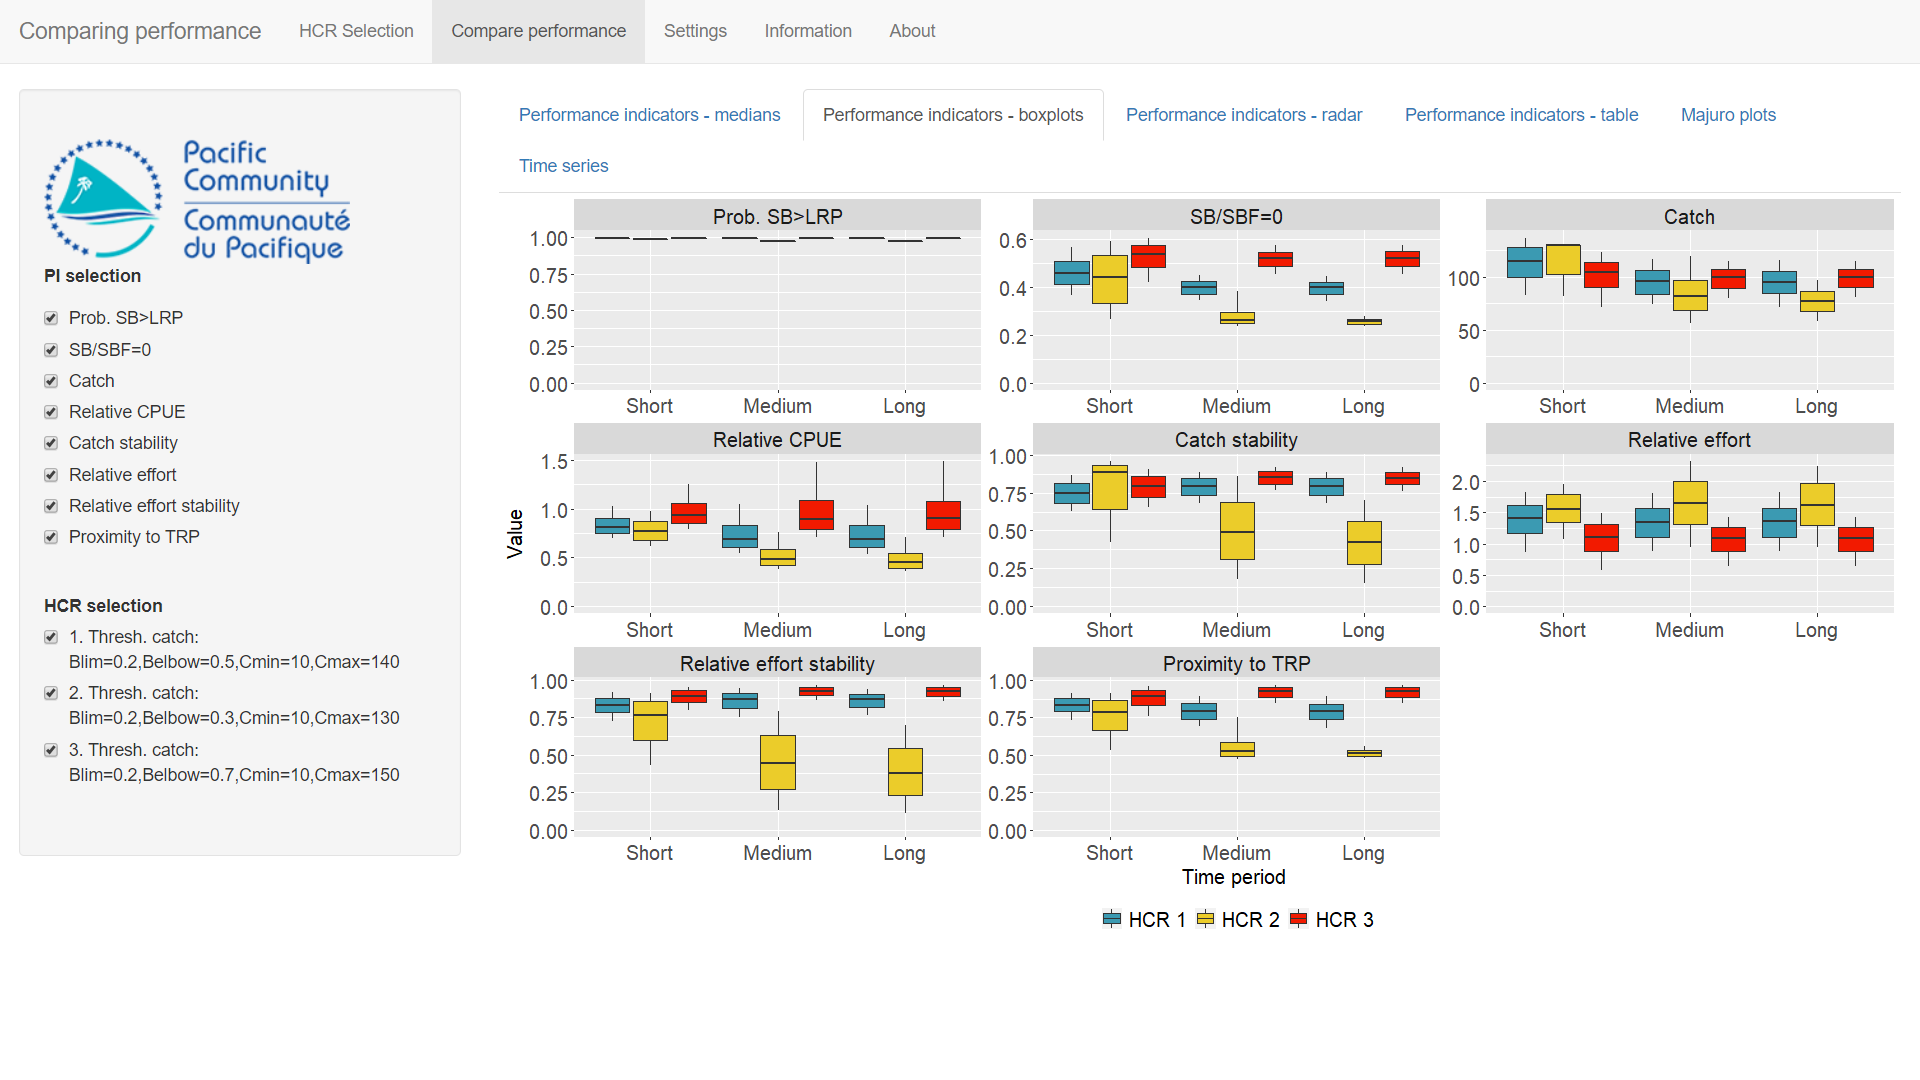 Comparing performance HCR Selection Compare performance Settings Information About
Pacific
Community
Communauté
du Pacifique
PI selection
Prob. SB>LRP
SB/SBF=0
Catch
Relative CPUE
Catch stability
Relative effort
Relative effort stability
Proximity to TRP
HCR selection
1. Thresh. catch:
Blim=0.2,Belbow=0.5,Cmin=10,Cmax=140
2. Thresh. catch:
Blim=0.2,Belbow=0.3,Cmin=10,Cmax=130
3. Thresh. catch:
Blim=0.2,Belbow=0.7,Cmin=10,Cmax=150
Performance indicators - medians Performance indicators - boxplots Performance indicators - radar Performance indicators - table Majuro plots
Time series
Value
Prob. SB>LRP
1.00
0.75
0.50
0.25
0.00
Short Medium Long
SB/SBF=0
0.6
0.4
0.2
0.0
Short Medium Long
Catch
100
50
0
Short Medium Long
Relative CPUE
1.5
1.0
0.5
0.0
Short Medium Long
Catch stability
1.00
0.75
0.50
0.25
0.00
Short Medium Long
Relative effort
2.0
1.5
1.0
0.5
0.0
Short Medium Long
Relative effort stability
1.00
0.75
0.50
0.25
0.00
Short Medium Long
Proximity to TRP
1.00
0.75
0.50
0.25
0.00
Short Medium Long
Time period
HCR 1 HCR 2 HCR 3